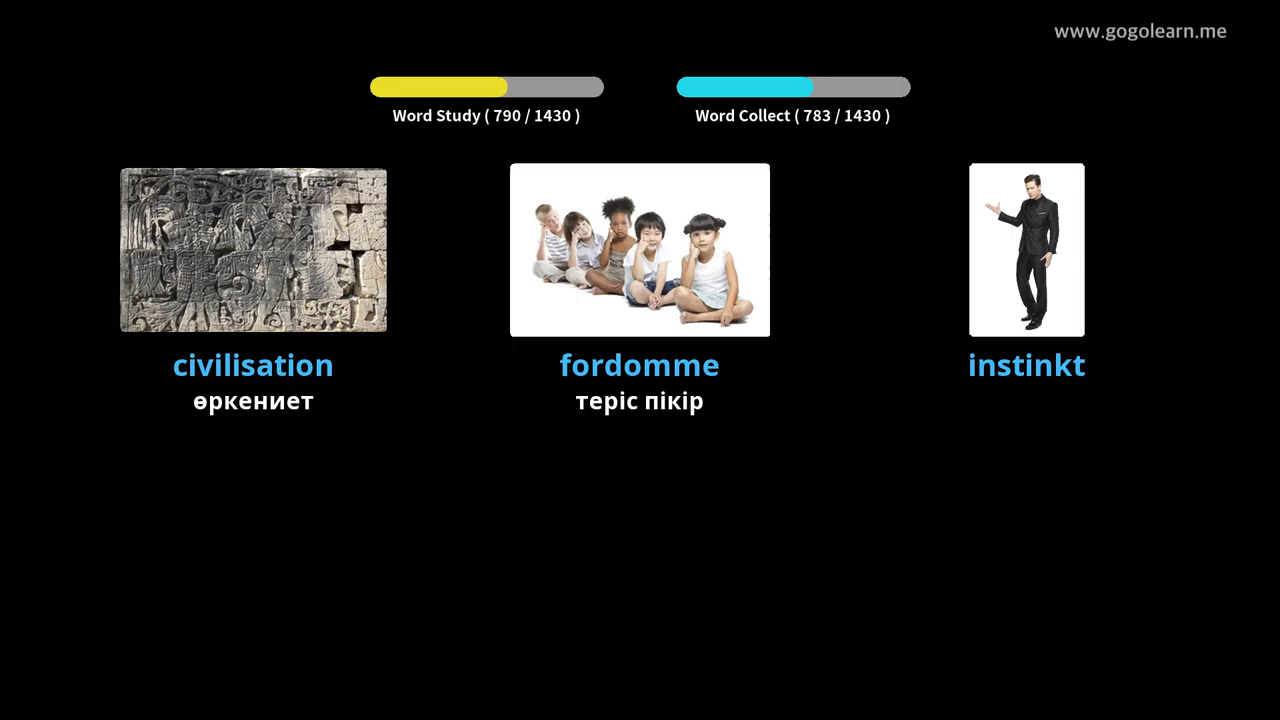 www.gogolearn.me
Word Study ( 790 / 1430 )
Word Collect ( 783 / 1430 )
civilisation
өркениет
fordomme
теріс пікір
instinkt